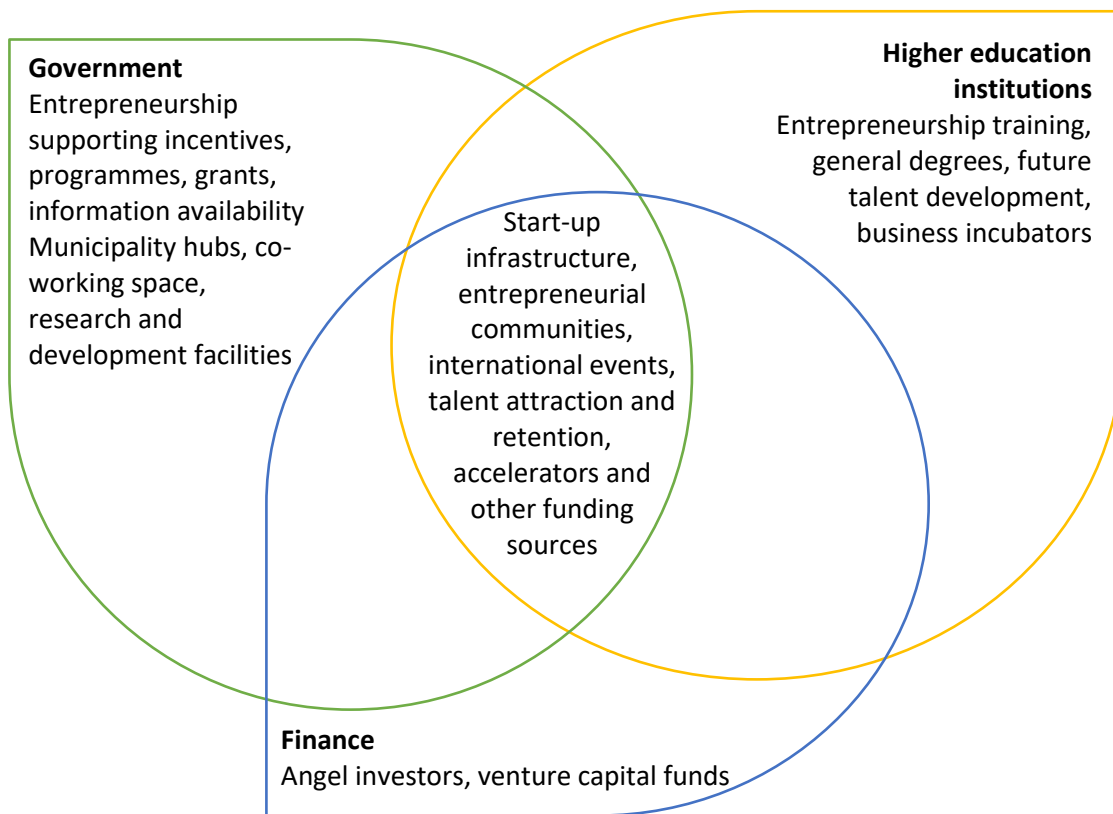 Government
Entrepreneurship
supporting incentives,
programmes, grants,
information availability
Municipality hubs, co-
working space,
research and
development facilities
Higher education
institutions
Entrepreneurship training,
general degrees, future
talent development,
business incubators
Start-up
infrastructure,
entrepreneurial
communities,
international events,
talent attraction and
retention,
accelerators and
other funding
sources
Finance
Angel investors, venture capital funds